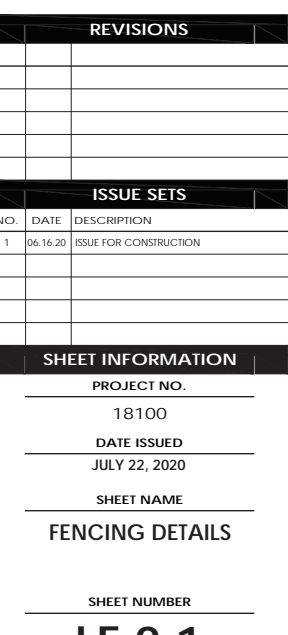 REVISIONS
ISSUE SETS
NO. DATE DESCRIPTION
1 06.16.20 ISSUE FOR CONSTRUCTION
SHEET INFORMATION
PROJECT NO.
18100
DATE ISSUED
JULY 22, 2020
SHEET NAME
FENCING DETAILS
SHEET NUMBER